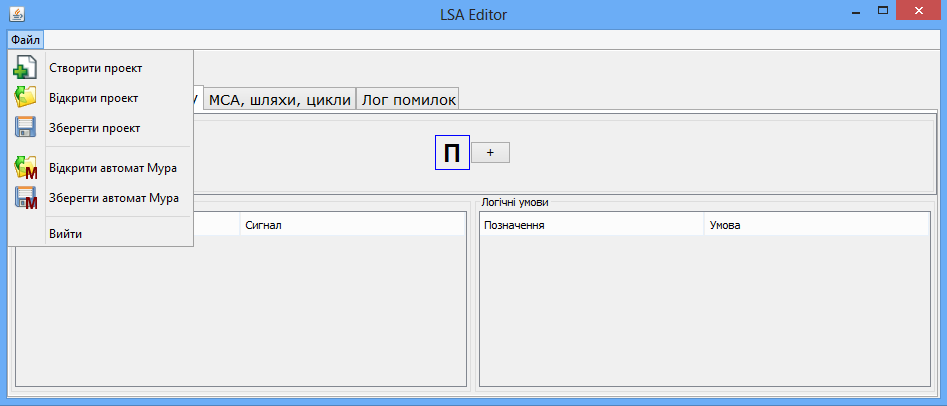 LSA Editor
Файл
Створити проект
Відкрити проект
Зберегти проект
Відкрити автомат Мура
Зберегти автомат Мура
Вийти
МСА, шляхи, цикли
Лог помилок
П
+
Сигнал
Логічні умови
Позначення
Умова